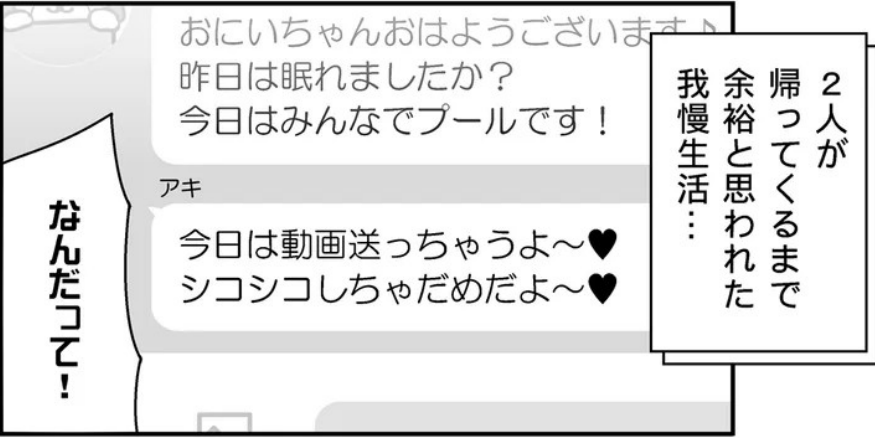 2人が
帰ってくるまで
余裕と思われた
我慢生活…
おにいちゃんおはようございます♪
昨日は眠れましたか？
今日はみんなでプールです！
アキ
今日は動画送っちゃうよ～♥
シコシコしちゃだめだよ～♥
なんだって！